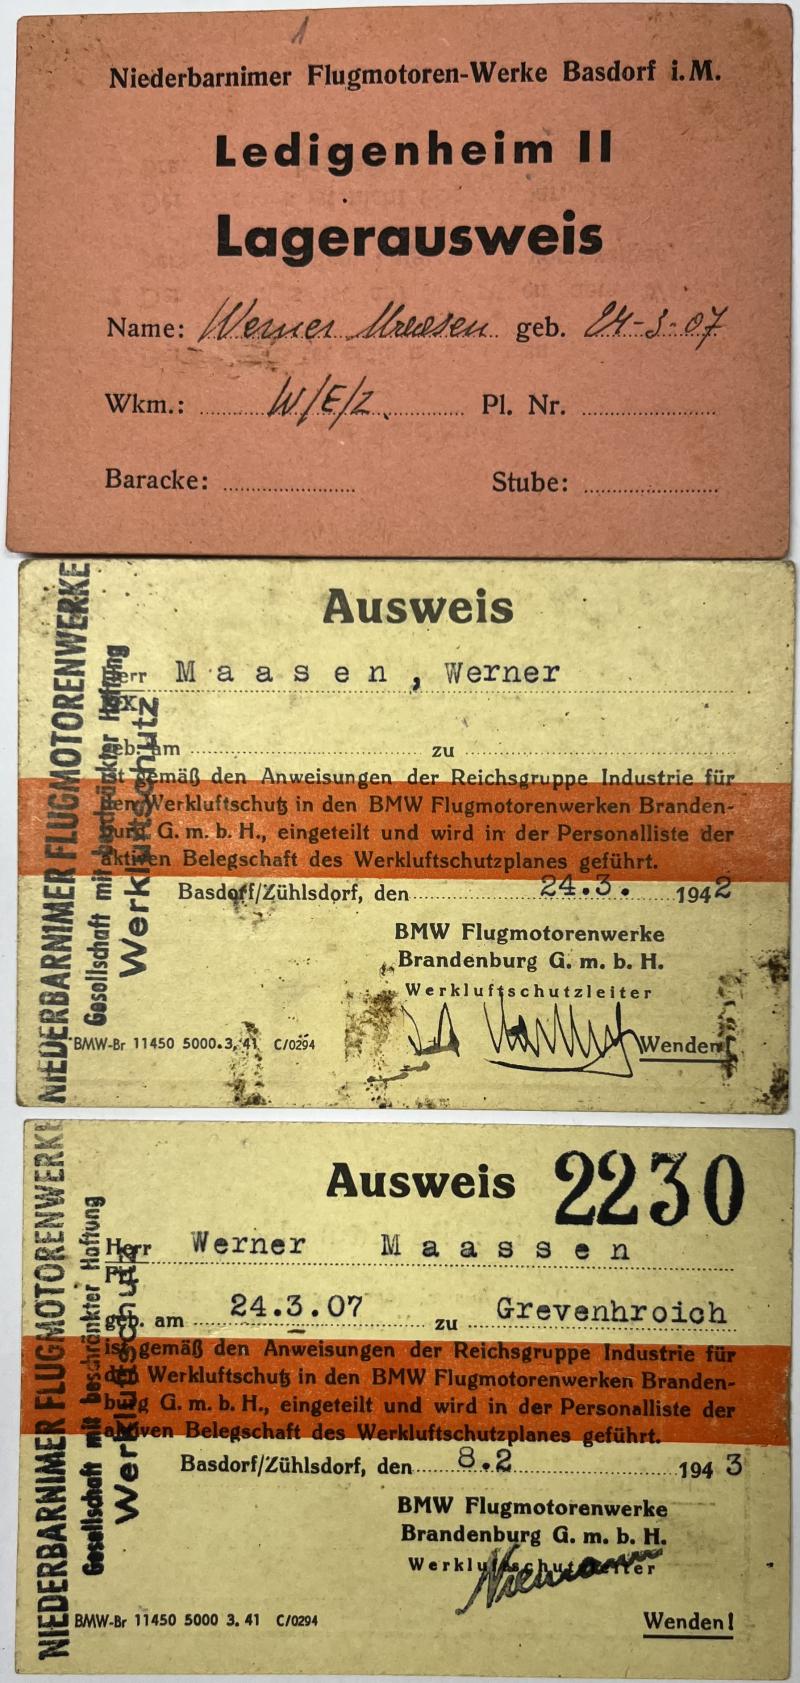 1
Niederbarnimer Flugmotoren-Werke Basdorf i. M.
Ledigenheim II
Lagerausweis
Name: Werner Maasen geb. 24-3-07
Wkm.: W/E/Z. Pl. Nr.
Baracke: Stube:
NIEDERBARNIMER FLUGMOTORENWERKE
Gesellschaft mit beschränkter Haftung
Werkluftschutz
Ausweis
Herr Maasen, Werner
geb. am zu
ist gemäß den Anweisungen der Reichsgruppe Industrie für
den Werkluftschutz in den BMW Flugmotorenwerken Branden-
burg G. m. b. H., eingeteilt und wird in der Personalliste der
aktiven Belegschaft des Werkluftschutzplanes geführt.
Basdorf/Zühlsdorf, den 24.3. 1942
BMW Flugmotorenwerke
Brandenburg G. m. b. H.
Werkluftschutzleiter
BMW-Br 11450 5000.3. 41 C/0294
Wenden!
NIEDERBARNIMER FLUGMOTORENWERKE
Gesellschaft mit beschränkter Haftung
Werkluftschutz
Ausweis 2230
Herr Werner Maassen
Frl.
geb. am 24.3.07 zu Grevenhroich
ist gemäß den Anweisungen der Reichsgruppe Industrie für
den Werkluftschutz in den BMW Flugmotorenwerken Branden-
burg G. m. b. H., eingeteilt und wird in der Personalliste der
aktiven Belegschaft des Werkluftschutzplanes geführt.
Basdorf/Zühlsdorf, den 8.2 1943
BMW Flugmotorenwerke
Brandenburg G. m. b. H.
Werkluftschutzleiter
Niemann
BMW-Br 11450 5000 3. 41 C/0294
Wenden!